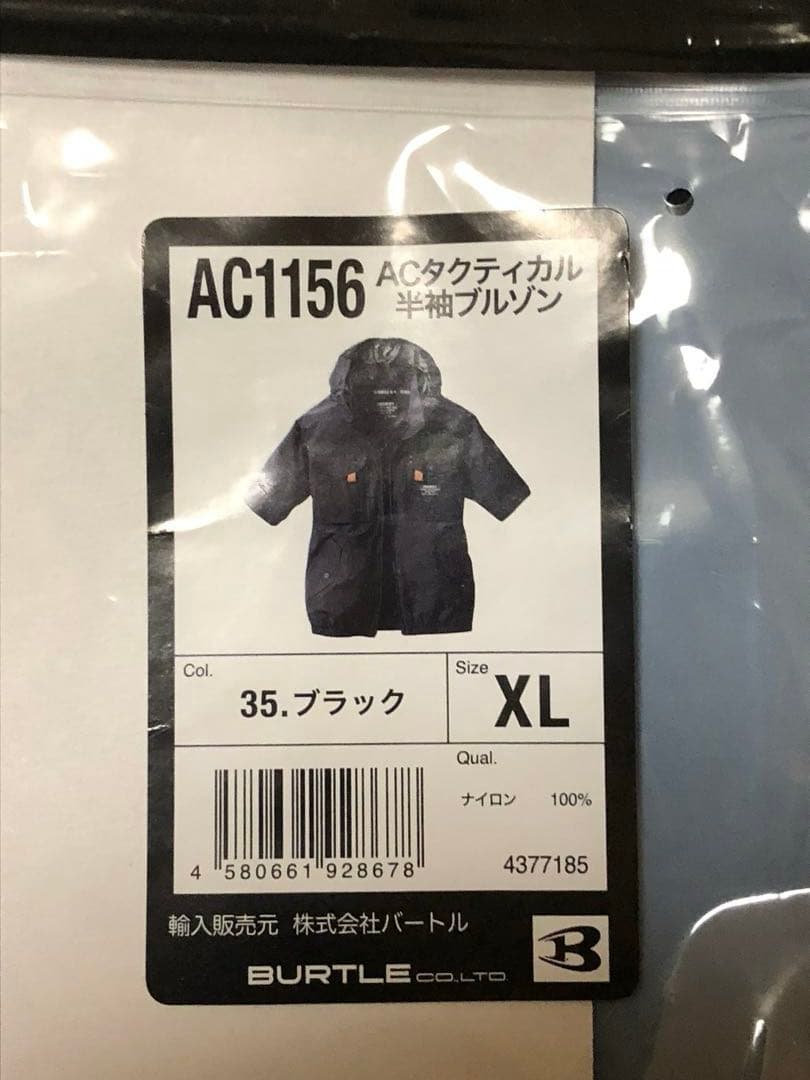 AC1156
ACタクティカル
半袖ブルゾン
Col.
35.ブラック
Size
XL
Qual.
ナイロン 100%
4 580661 928678
4377185
輸入販売元 株式会社バートル
B
BURTLE CO.,LTD.